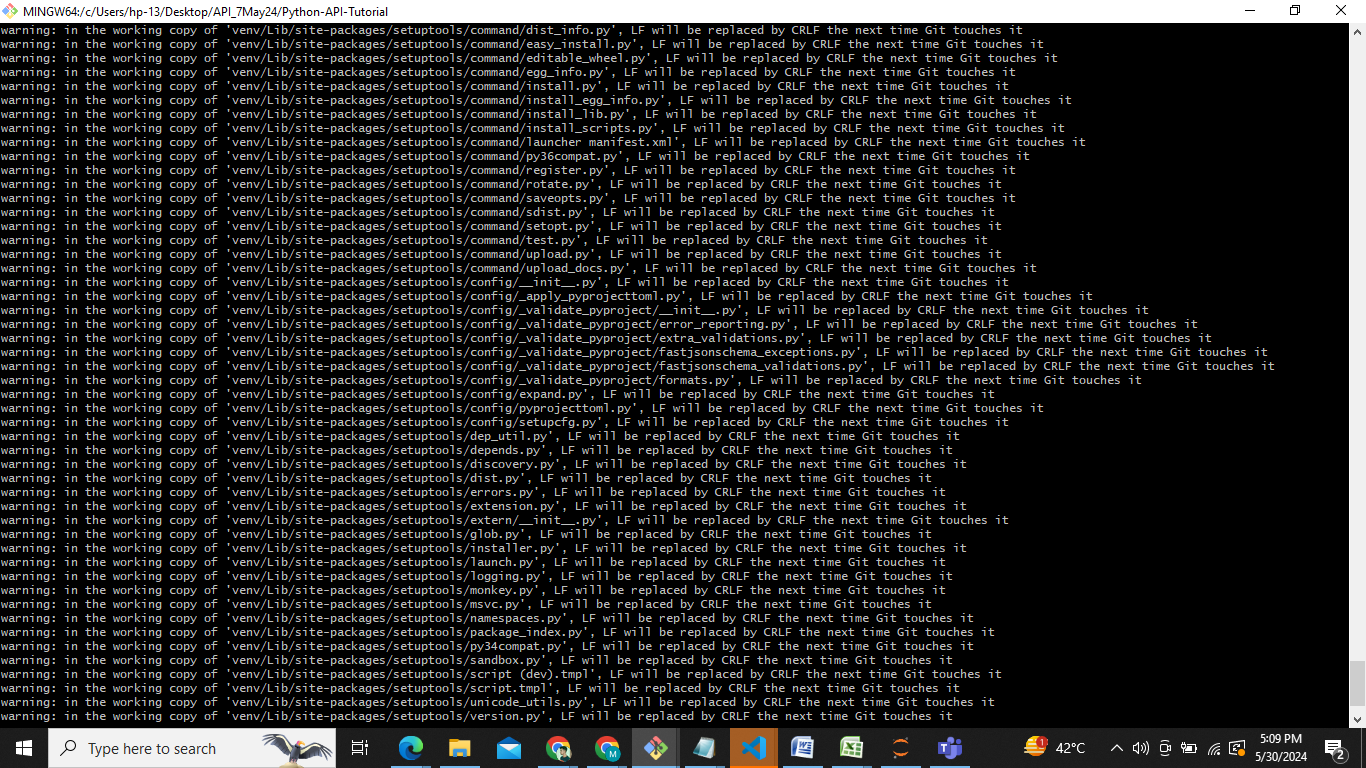 MINGW64:/c/Users/hp-13/Desktop/API_7May24/Python-API-Tutorial
warning: in the working copy of 'venv/Lib/site-packages/setuptools/command/dist_info.py', LF will be replaced by CRLF the next time Git touches it
warning: in the working copy of 'venv/Lib/site-packages/setuptools/command/easy_install.py', LF will be replaced by CRLF the next time Git touches it
warning: in the working copy of 'venv/Lib/site-packages/setuptools/command/editable_wheel.py', LF will be replaced by CRLF the next time Git touches it
warning: in the working copy of 'venv/Lib/site-packages/setuptools/command/egg_info.py', LF will be replaced by CRLF the next time Git touches it
warning: in the working copy of 'venv/Lib/site-packages/setuptools/command/install.py', LF will be replaced by CRLF the next time Git touches it
warning: in the working copy of 'venv/Lib/site-packages/setuptools/command/install_egg_info.py', LF will be replaced by CRLF the next time Git touches it
warning: in the working copy of 'venv/Lib/site-packages/setuptools/command/install_lib.py', LF will be replaced by CRLF the next time Git touches it
warning: in the working copy of 'venv/Lib/site-packages/setuptools/command/install_scripts.py', LF will be replaced by CRLF the next time Git touches it
warning: in the working copy of 'venv/Lib/site-packages/setuptools/command/launcher manifest.xml', LF will be replaced by CRLF the next time Git touches it
warning: in the working copy of 'venv/Lib/site-packages/setuptools/command/py36compat.py', LF will be replaced by CRLF the next time Git touches it
warning: in the working copy of 'venv/Lib/site-packages/setuptools/command/register.py', LF will be replaced by CRLF the next time Git touches it
warning: in the working copy of 'venv/Lib/site-packages/setuptools/command/rotate.py', LF will be replaced by CRLF the next time Git touches it
warning: in the working copy of 'venv/Lib/site-packages/setuptools/command/saveopts.py', LF will be replaced by CRLF the next time Git touches it
warning: in the working copy of 'venv/Lib/site-packages/setuptools/command/sdist.py', LF will be replaced by CRLF the next time Git touches it
warning: in the working copy of 'venv/Lib/site-packages/setuptools/command/setopt.py', LF will be replaced by CRLF the next time Git touches it
warning: in the working copy of 'venv/Lib/site-packages/setuptools/command/test.py', LF will be replaced by CRLF the next time Git touches it
warning: in the working copy of 'venv/Lib/site-packages/setuptools/command/upload.py', LF will be replaced by CRLF the next time Git touches it
warning: in the working copy of 'venv/Lib/site-packages/setuptools/command/upload_docs.py', LF will be replaced by CRLF the next time Git touches it
warning: in the working copy of 'venv/Lib/site-packages/setuptools/config/__init__.py', LF will be replaced by CRLF the next time Git touches it
warning: in the working copy of 'venv/Lib/site-packages/setuptools/config/_apply_pyprojecttoml.py', LF will be replaced by CRLF the next time Git touches it
warning: in the working copy of 'venv/Lib/site-packages/setuptools/config/_validate_pyproject/__init__.py', LF will be replaced by CRLF the next time Git touches it
warning: in the working copy of 'venv/Lib/site-packages/setuptools/config/_validate_pyproject/error_reporting.py', LF will be replaced by CRLF the next time Git touches it
warning: in the working copy of 'venv/Lib/site-packages/setuptools/config/_validate_pyproject/extra_validations.py', LF will be replaced by CRLF the next time Git touches it
warning: in the working copy of 'venv/Lib/site-packages/setuptools/config/_validate_pyproject/fastjsonschema_exceptions.py', LF will be replaced by CRLF the next time Git touches it
warning: in the working copy of 'venv/Lib/site-packages/setuptools/config/_validate_pyproject/fastjsonschema_validations.py', LF will be replaced by CRLF the next time Git touches it
warning: in the working copy of 'venv/Lib/site-packages/setuptools/config/_validate_pyproject/formats.py', LF will be replaced by CRLF the next time Git touches it
warning: in the working copy of 'venv/Lib/site-packages/setuptools/config/expand.py', LF will be replaced by CRLF the next time Git touches it
warning: in the working copy of 'venv/Lib/site-packages/setuptools/config/pyprojecttoml.py', LF will be replaced by CRLF the next time Git touches it
warning: in the working copy of 'venv/Lib/site-packages/setuptools/config/setupcfg.py', LF will be replaced by CRLF the next time Git touches it
warning: in the working copy of 'venv/Lib/site-packages/setuptools/dep_util.py', LF will be replaced by CRLF the next time Git touches it
warning: in the working copy of 'venv/Lib/site-packages/setuptools/depends.py', LF will be replaced by CRLF the next time Git touches it
warning: in the working copy of 'venv/Lib/site-packages/setuptools/discovery.py', LF will be replaced by CRLF the next time Git touches it
warning: in the working copy of 'venv/Lib/site-packages/setuptools/dist.py', LF will be replaced by CRLF the next time Git touches it
warning: in the working copy of 'venv/Lib/site-packages/setuptools/errors.py', LF will be replaced by CRLF the next time Git touches it
warning: in the working copy of 'venv/Lib/site-packages/setuptools/extension.py', LF will be replaced by CRLF the next time Git touches it
warning: in the working copy of 'venv/Lib/site-packages/setuptools/extern/__init__.py', LF will be replaced by CRLF the next time Git touches it
warning: in the working copy of 'venv/Lib/site-packages/setuptools/glob.py', LF will be replaced by CRLF the next time Git touches it
warning: in the working copy of 'venv/Lib/site-packages/setuptools/installer.py', LF will be replaced by CRLF the next time Git touches it
warning: in the working copy of 'venv/Lib/site-packages/setuptools/launch.py', LF will be replaced by CRLF the next time Git touches it
warning: in the working copy of 'venv/Lib/site-packages/setuptools/logging.py', LF will be replaced by CRLF the next time Git touches it
warning: in the working copy of 'venv/Lib/site-packages/setuptools/monkey.py', LF will be replaced by CRLF the next time Git touches it
warning: in the working copy of 'venv/Lib/site-packages/setuptools/msvc.py', LF will be replaced by CRLF the next time Git touches it
warning: in the working copy of 'venv/Lib/site-packages/setuptools/namespaces.py', LF will be replaced by CRLF the next time Git touches it
warning: in the working copy of 'venv/Lib/site-packages/setuptools/package_index.py', LF will be replaced by CRLF the next time Git touches it
warning: in the working copy of 'venv/Lib/site-packages/setuptools/py34compat.py', LF will be replaced by CRLF the next time Git touches it
warning: in the working copy of 'venv/Lib/site-packages/setuptools/sandbox.py', LF will be replaced by CRLF the next time Git touches it
warning: in the working copy of 'venv/Lib/site-packages/setuptools/script (dev).tmpl', LF will be replaced by CRLF the next time Git touches it
warning: in the working copy of 'venv/Lib/site-packages/setuptools/script.tmpl', LF will be replaced by CRLF the next time Git touches it
warning: in the working copy of 'venv/Lib/site-packages/setuptools/unicode_utils.py', LF will be replaced by CRLF the next time Git touches it
warning: in the working copy of 'venv/Lib/site-packages/setuptools/version.py', LF will be replaced by CRLF the next time Git touches it
Type here to search
M
1
42°C
5:09 PM
5/30/2024
2